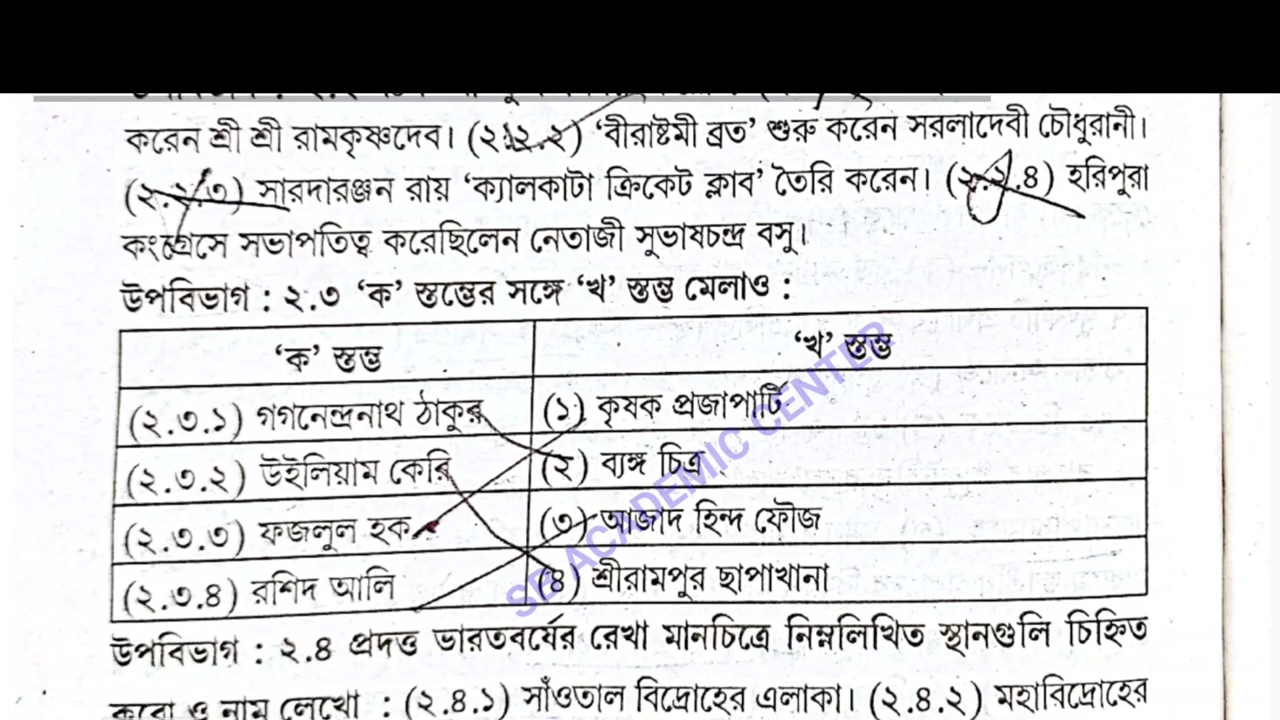 করেন শ্রী শ্রী রামকৃষ্ণদেব। (২.২.২) ‘বীরাষ্টমী ব্রত’ শুরু করেন সরলাদেবী চৌধুরানী।
(২.২.৩) সারদারঞ্জন রায় ‘ক্যালকাটা ক্রিকেট ক্লাব’ তৈরি করেন। (২.২.৪) হরিপুরা
কংগ্রেসে সভাপতিত্ব করেছিলেন নেতাজী সুভাষচন্দ্র বসু।
উপবিভাগ : ২.৩ ‘ক’ স্তম্ভের সঙ্গে ‘খ’ স্তম্ভ মেলাও :
‘ক’ স্তম্ভ ‘খ’ স্তম্ভ
(২.৩.১) গগনেন্দ্রনাথ ঠাকুর (১) কৃষক প্রজাপার্টি
(২.৩.২) উইলিয়াম কেরি (২) ব্যঙ্গ চিত্র
(২.৩.৩) ফজলুল হক (৩) আজাদ হিন্দ ফৌজ
(২.৩.৪) রশিদ আলি (৪) শ্রীরামপুর ছাপাখানা
SB ACADEMIC CENTER
উপবিভাগ : ২.৪ প্রদত্ত ভারতবর্ষের রেখা মানচিত্রে নিম্নলিখিত স্থানগুলি চিহ্নিত
করো ও নাম লেখো : (২.৪.১) সাঁওতাল বিদ্রোহের এলাকা। (২.৪.২) মহাবিদ্রোহের